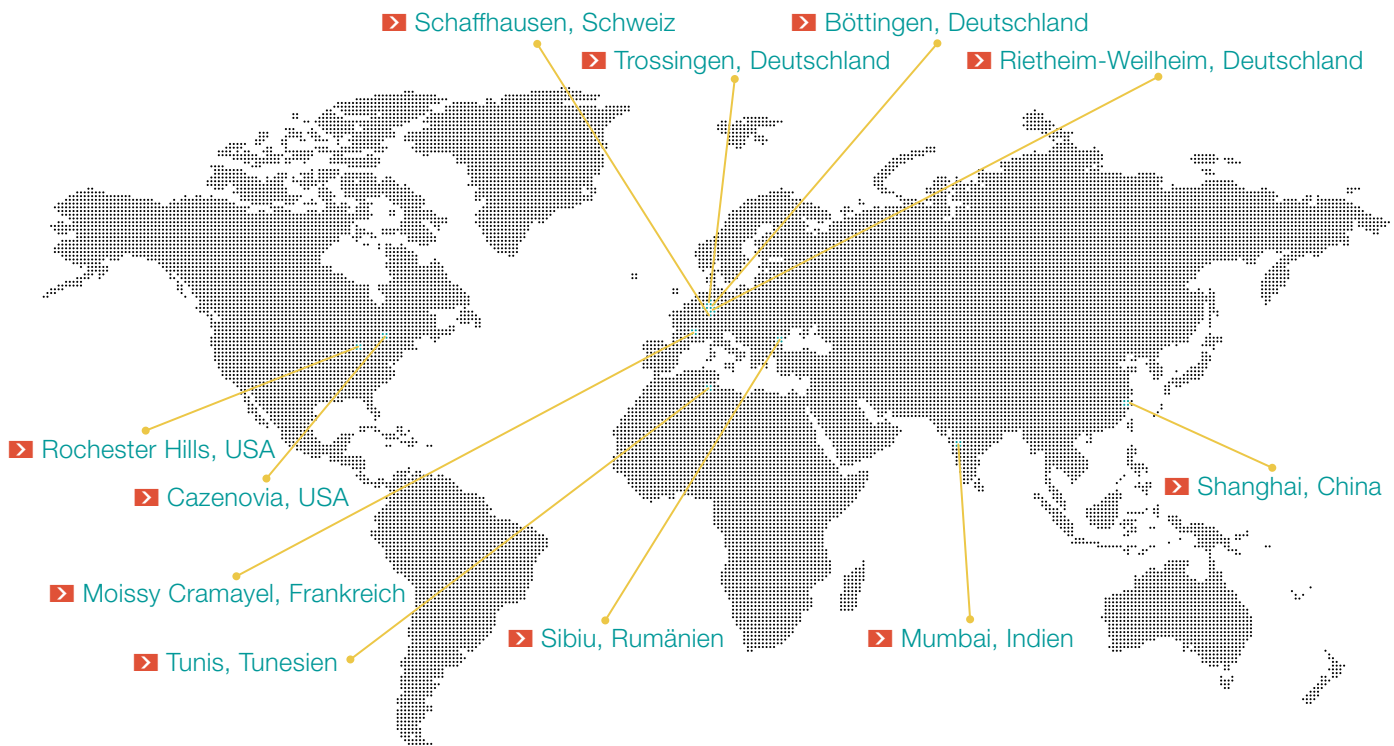 Schaffhausen, Schweiz
Böttingen, Deutschland
Trossingen, Deutschland
Rietheim-Weilheim, Deutschland
Rochester Hills, USA
Cazenovia, USA
Shanghai, China
Moissy Cramayel, Frankreich
Sibiu, Rumänien
Mumbai, Indien
Tunis, Tunesien